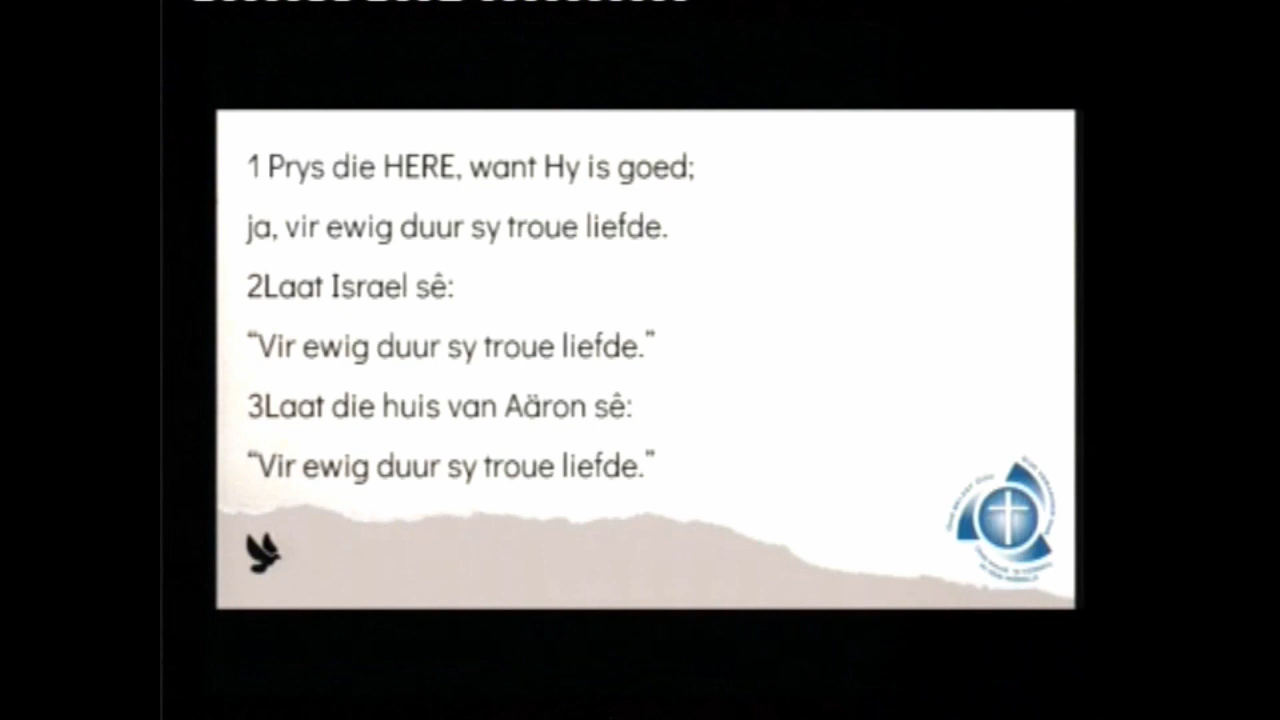 1 Prys die HERE, want Hy is goed;
ja, vir ewig duur sy troue liefde.
2Laat Israel sê:
“Vir ewig duur sy troue liefde.”
3Laat die huis van Aäron sê:
“Vir ewig duur sy troue liefde.”